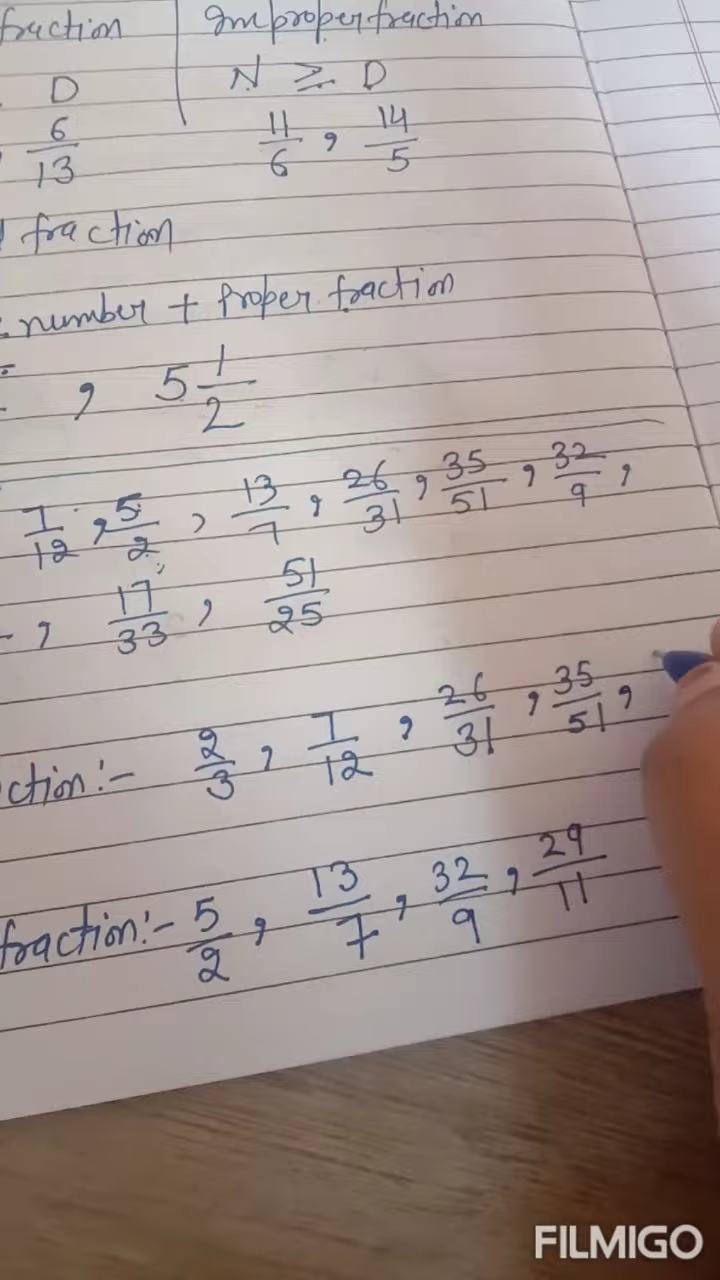 fraction Improper fraction
D N ≥ D
6/13 11/6 , 14/5
fraction
number + Proper fraction
, 5 1/2
7/12 , 5/2 , 13/7 , 26/31 , 35/51 , 32/9 ,
, 17/33 , 51/25
ction:- 2/3 , 7/12 , 26/31 , 35/51 ,
fraction:- 5/2 , 13/7 , 32/9 , 29/11
FILMIGO